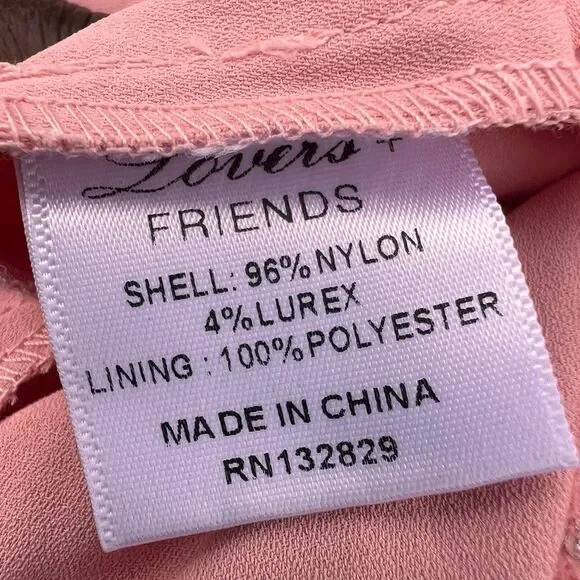 Lovers +
FRIENDS
SHELL: 96% NYLON
4% LUREX
LINING : 100% POLYESTER
MADE IN CHINA
RN132829